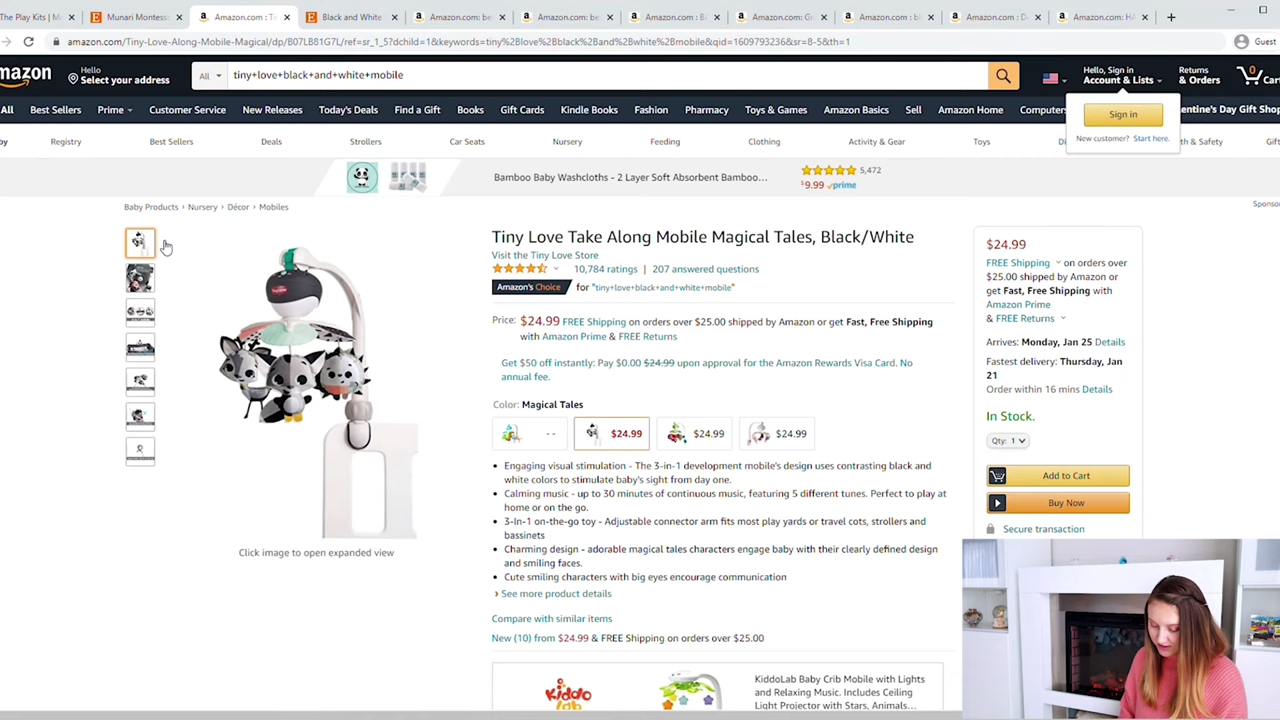 The Play Kits | M
Munari Montesso
Amazon.com : T
Black and White
Amazon.com: be
Amazon.com: be
Amazon.com : B
Amazon.com: Gr
Amazon.com : bl
Amazon.com : D
Amazon.com: H
Guest
amazon.com/Tiny-Love-Along-Mobile-Magical/dp/B07LB81G7L/ref=sr_1_5?dchild=1&keywords=tiny%2Blove%2Bblack%2Band%2Bwhite%2Bmobile&qid=1609793236&sr=8-5&th=1
mazon
Hello
Select your address
All
tiny+love+black+and+white+mobile
Hello, Sign in
Account & Lists
Returns
& Orders
0
Cart
All
Best Sellers
Prime
Customer Service
New Releases
Today's Deals
Find a Gift
Books
Gift Cards
Kindle Books
Fashion
Pharmacy
Toys & Games
Amazon Basics
Sell
Amazon Home
Computer
entine's Day Gift Shop
Sign in
New customer? Start here.
by
Registry
Best Sellers
Deals
Strollers
Car Seats
Nursery
Feeding
Clothing
Activity & Gear
Toys
th & Safety
Gif
Bamboo Baby Washcloths - 2 Layer Soft Absorbent Bamboo...
5,472
$9.99 prime
Baby Products › Nursery › Décor › Mobiles
Sponso
Tiny Love Take Along Mobile Magical Tales, Black/White
Visit the Tiny Love Store
10,784 ratings | 207 answered questions
Amazon's Choice for "tiny+love+black+and+white+mobile"
Price: $24.99 FREE Shipping on orders over $25.00 shipped by Amazon or get Fast, Free Shipping
with Amazon Prime & FREE Returns
Get $50 off instantly: Pay $0.00 $24.99 upon approval for the Amazon Rewards Visa Card. No
annual fee.
Color: Magical Tales
--
$24.99
$24.99
$24.99
• Engaging visual stimulation - The 3-in-1 development mobile's design uses contrasting black and
white colors to stimulate baby's sight from day one.
• Calming music - up to 30 minutes of continuous music, featuring 5 different tunes. Perfect to play at
home or on the go.
• 3-In-1 on-the-go toy - Adjustable connector arm fits most play yards or travel cots, strollers and
bassinets
• Charming design - adorable magical tales characters engage baby with their clearly defined design
and smiling faces.
• Cute smiling characters with big eyes encourage communication
› See more product details
Compare with similar items
New (10) from $24.99 & FREE Shipping on orders over $25.00
Click image to open expanded view
$24.99
FREE Shipping on orders over
$25.00 shipped by Amazon or
get Fast, Free Shipping with
Amazon Prime
& FREE Returns
Arrives: Monday, Jan 25 Details
Fastest delivery: Thursday, Jan
21
Order within 16 mins Details
In Stock.
Qty: 1
Add to Cart
Buy Now
Secure transaction
Kiddo
lab
KiddoLab Baby Crib Mobile with Lights
and Relaxing Music. Includes Ceiling
Light Projector with Stars, Animals...